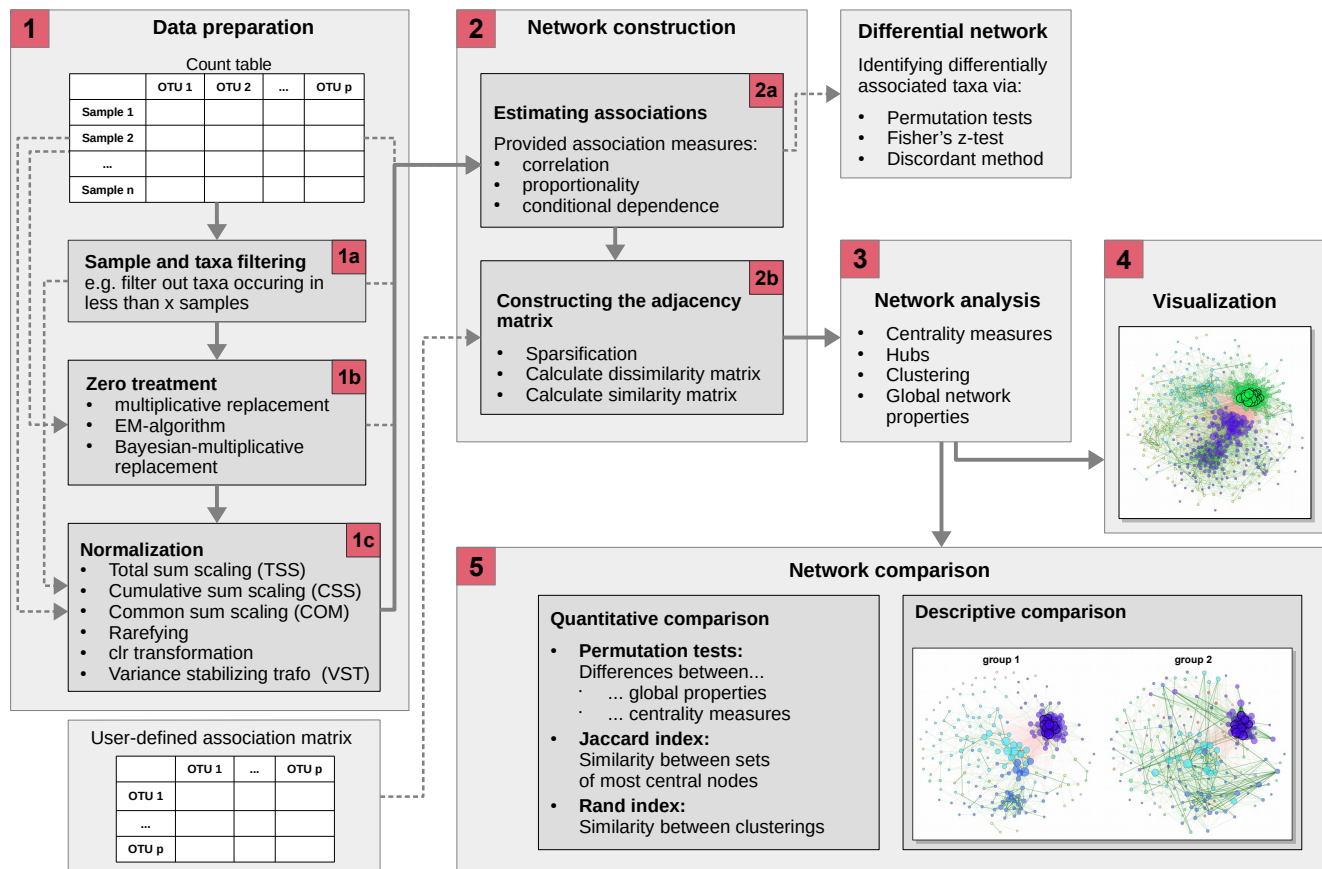 1
Data preparation
Count table
OTU 1 OTU 2 ... OTU p
Sample 1
Sample 2
...
Sample n
1a
Sample and taxa filtering
e.g. filter out taxa occuring in
less than x samples
1b
Zero treatment
• multiplicative replacement
• EM-algorithm
• Bayesian-multiplicative
replacement
1c
Normalization
• Total sum scaling (TSS)
• Cumulative sum scaling (CSS)
• Common sum scaling (COM)
• Rarefying
• clr transformation
• Variance stabilizing trafo (VST)
User-defined association matrix
OTU 1 ... OTU p
OTU 1
...
OTU p
2
Network construction
2a
Estimating associations
Provided association measures:
• correlation
• proportionality
• conditional dependence
2b
Constructing the adjacency
matrix
• Sparsification
• Calculate dissimilarity matrix
• Calculate similarity matrix
Differential network
Identifying differentially
associated taxa via:
• Permutation tests
• Fisher's z-test
• Discordant method
3
Network analysis
• Centrality measures
• Hubs
• Clustering
• Global network
properties
4
Visualization
5
Network comparison
Quantitative comparison
• Permutation tests:
Differences between...
· ... global properties
· ... centrality measures
• Jaccard index:
Similarity between sets
of most central nodes
• Rand index:
Similarity between clusterings
Descriptive comparison
group 1
group 2